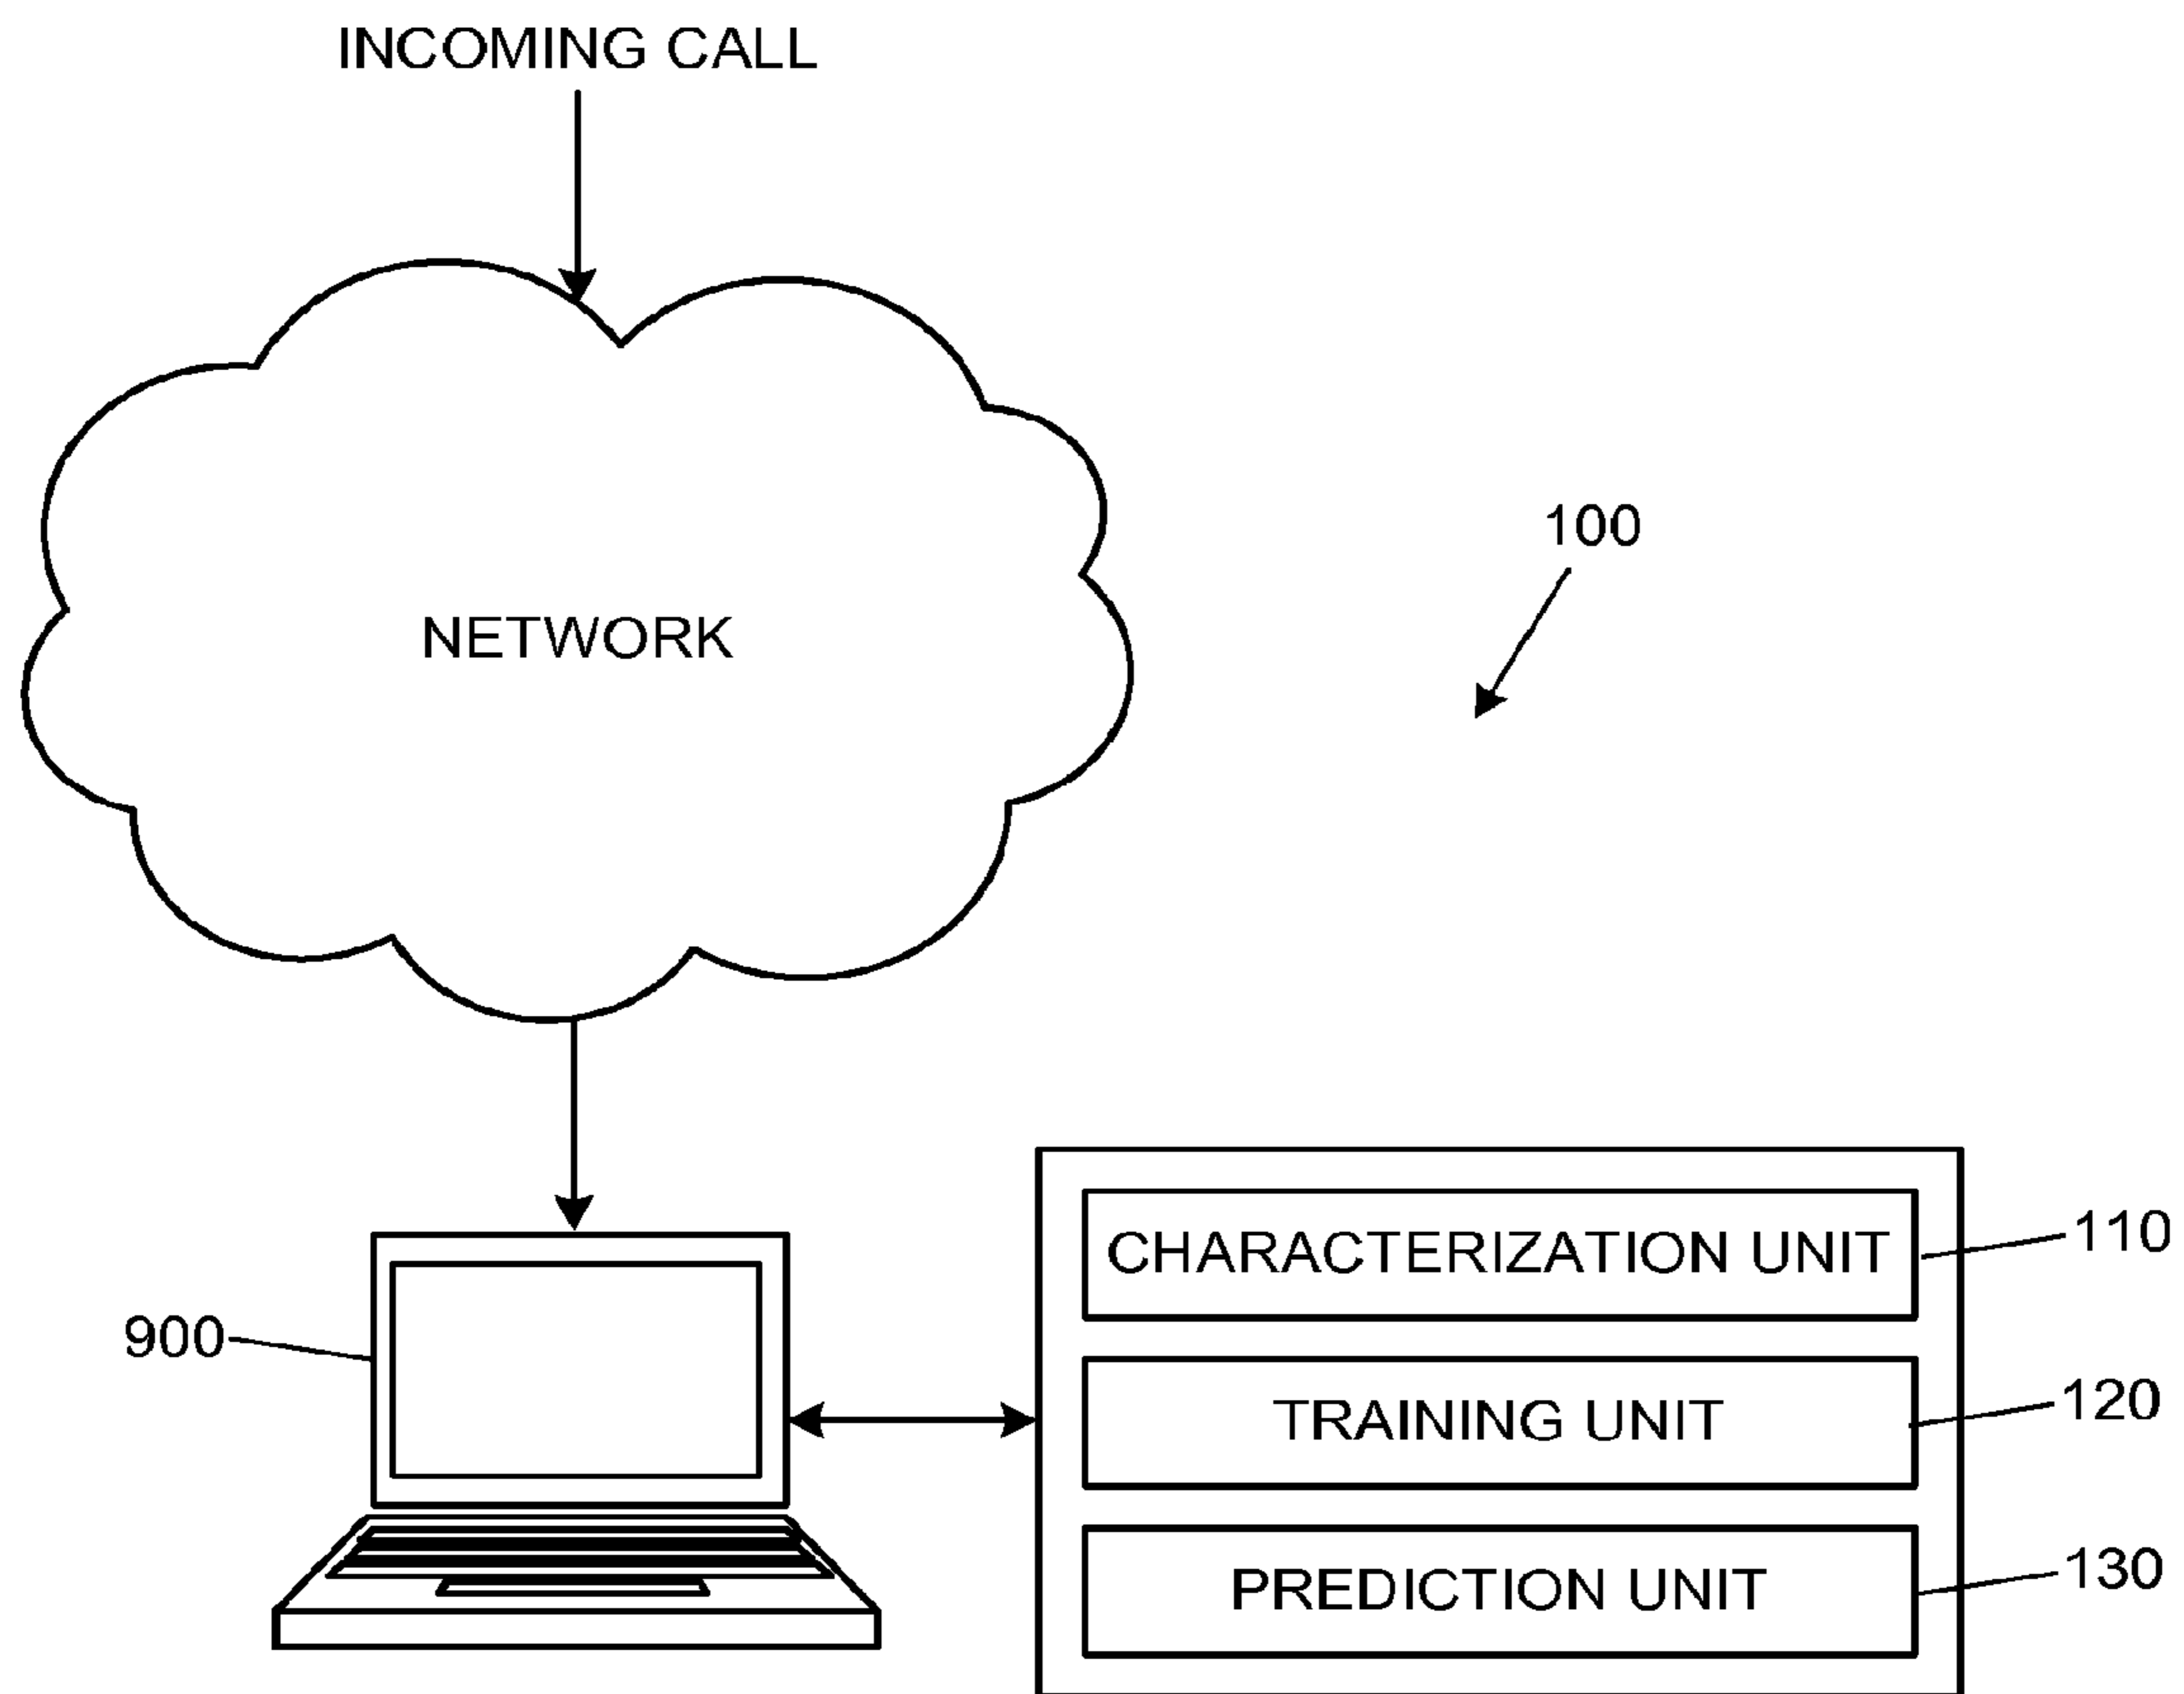 INCOMING CALL
NETWORK
100
CHARACTERIZATION UNIT
110
900
TRAINING UNIT
120
PREDICTION UNIT
130